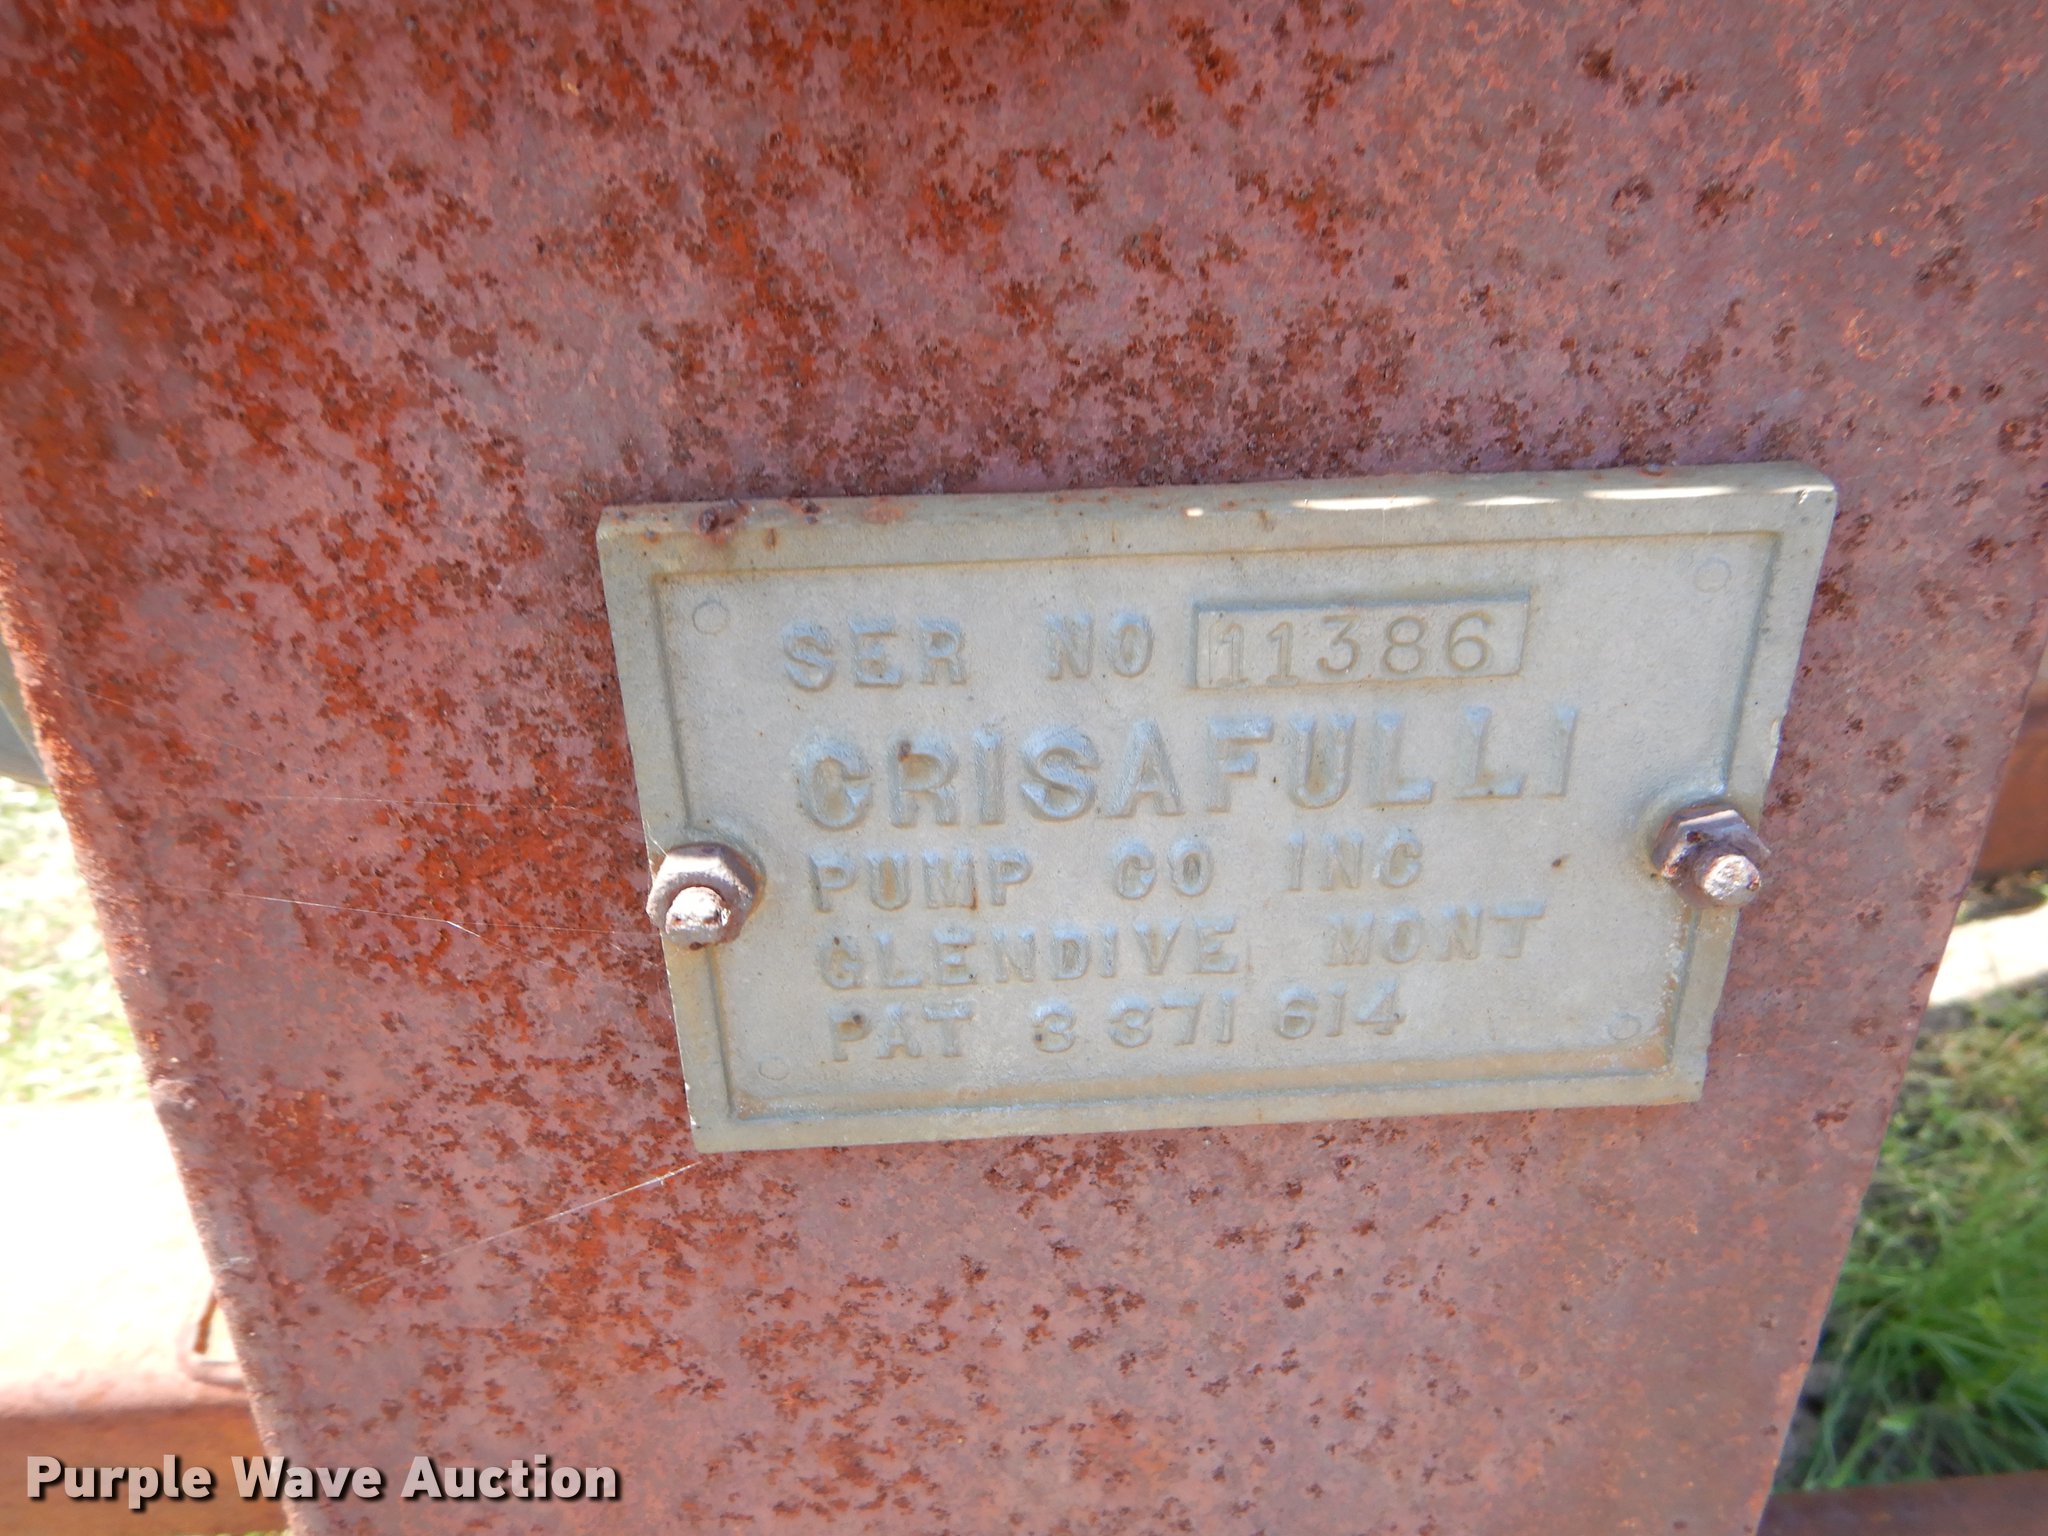 SER NO 11386
CRISAFULLI
PUMP CO INC
GLENDIVE MONT
PAT 3 371 614
Purple Wave Auction